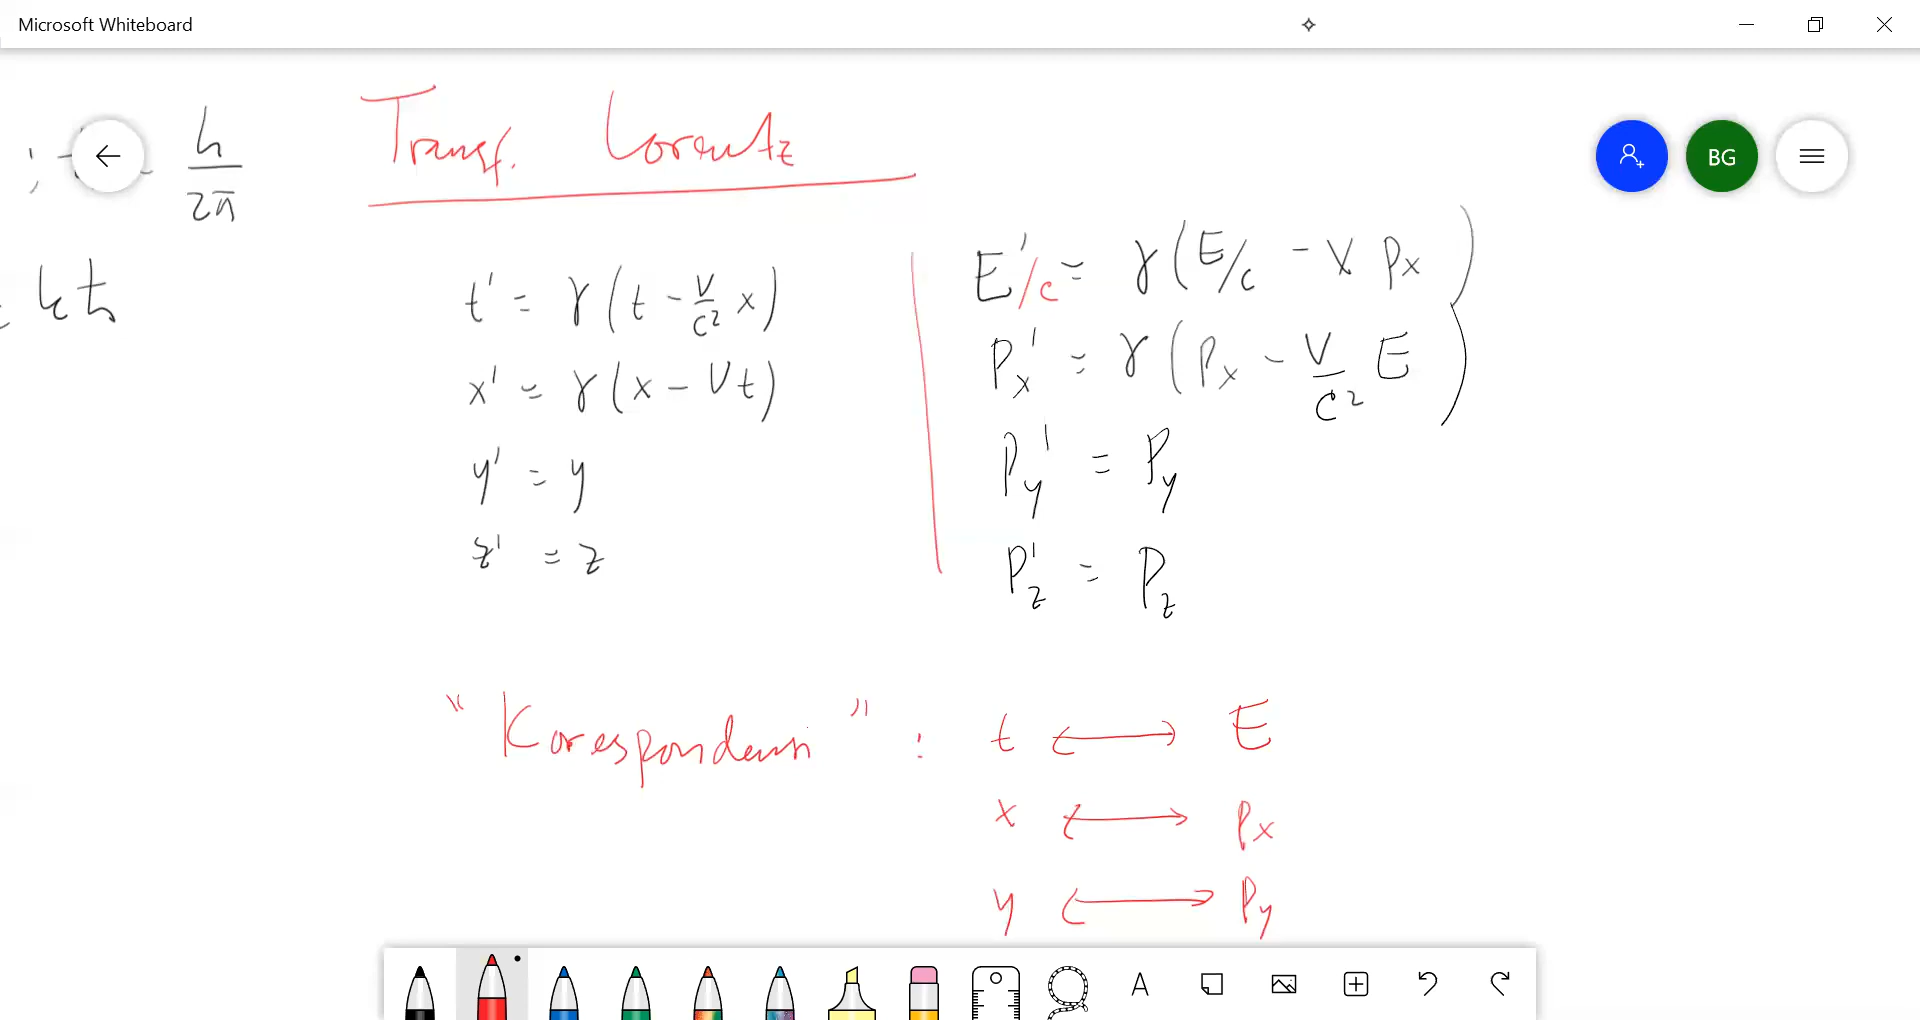 Microsoft Whiteboard
; h/2π
Transf. Lorentz
BG
= kħ
t' = γ(t - v/c² x)
x' = γ(x - Vt)
y' = y
z' = z
E'/c = γ(E/c - V Px)
Px' = γ(Px - V/c² E)
Py' = Py
Pz' = Pz
"Korespondensi" : t ⟷ E
x ⟷ Px
y ⟷ Py
A